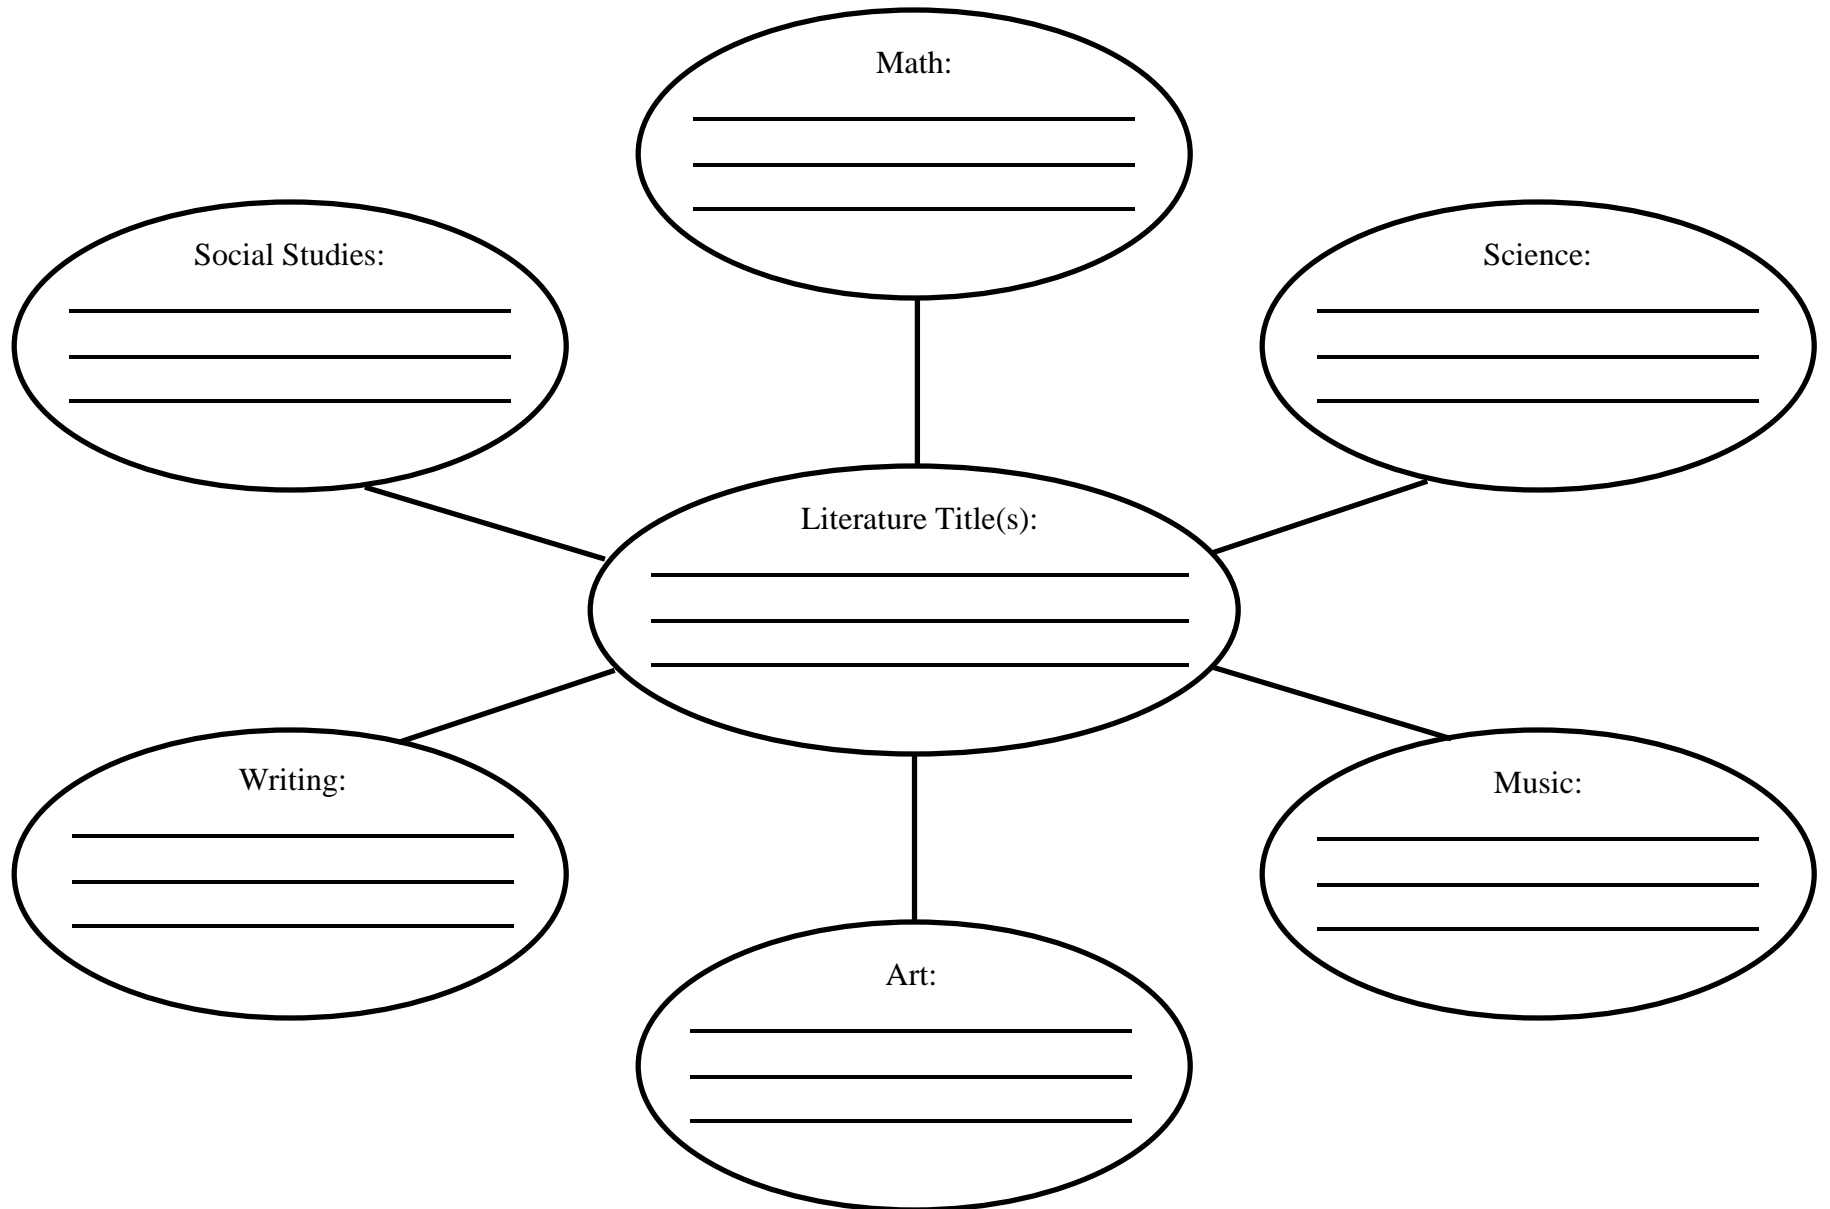 Math:
Social Studies:
Science:
Literature Title(s):
Writing:
Music:
Art: